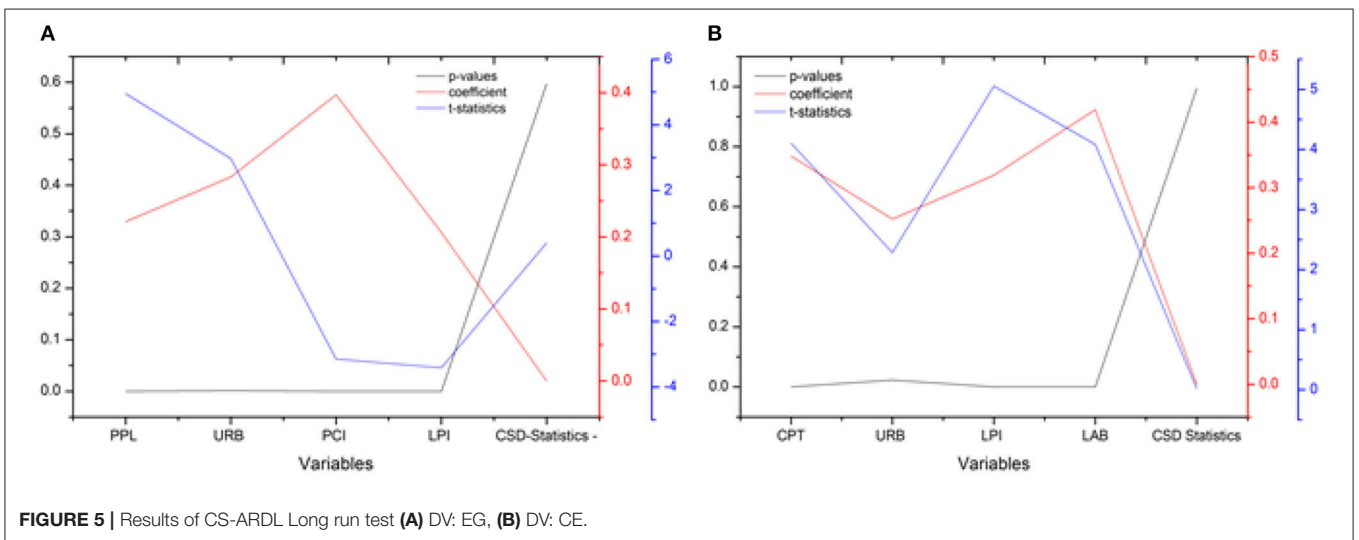 A
B
p-values
coefficient
t-statistics
0.6
0.5
0.4
0.3
0.2
0.1
0.0
0.4
0.3
0.2
0.1
0.0
6
4
2
0
-2
-4
PPL URB PCI LPI CSD-Statistics -
Variables
p-values
coefficient
t-statistics
1.0
0.8
0.6
0.4
0.2
0.0
0.5
0.4
0.3
0.2
0.1
0.0
5
4
3
2
1
0
CPT URB LPI LAB CSD Statistics
Variables
FIGURE 5 | Results of CS-ARDL Long run test (A) DV: EG, (B) DV: CE.